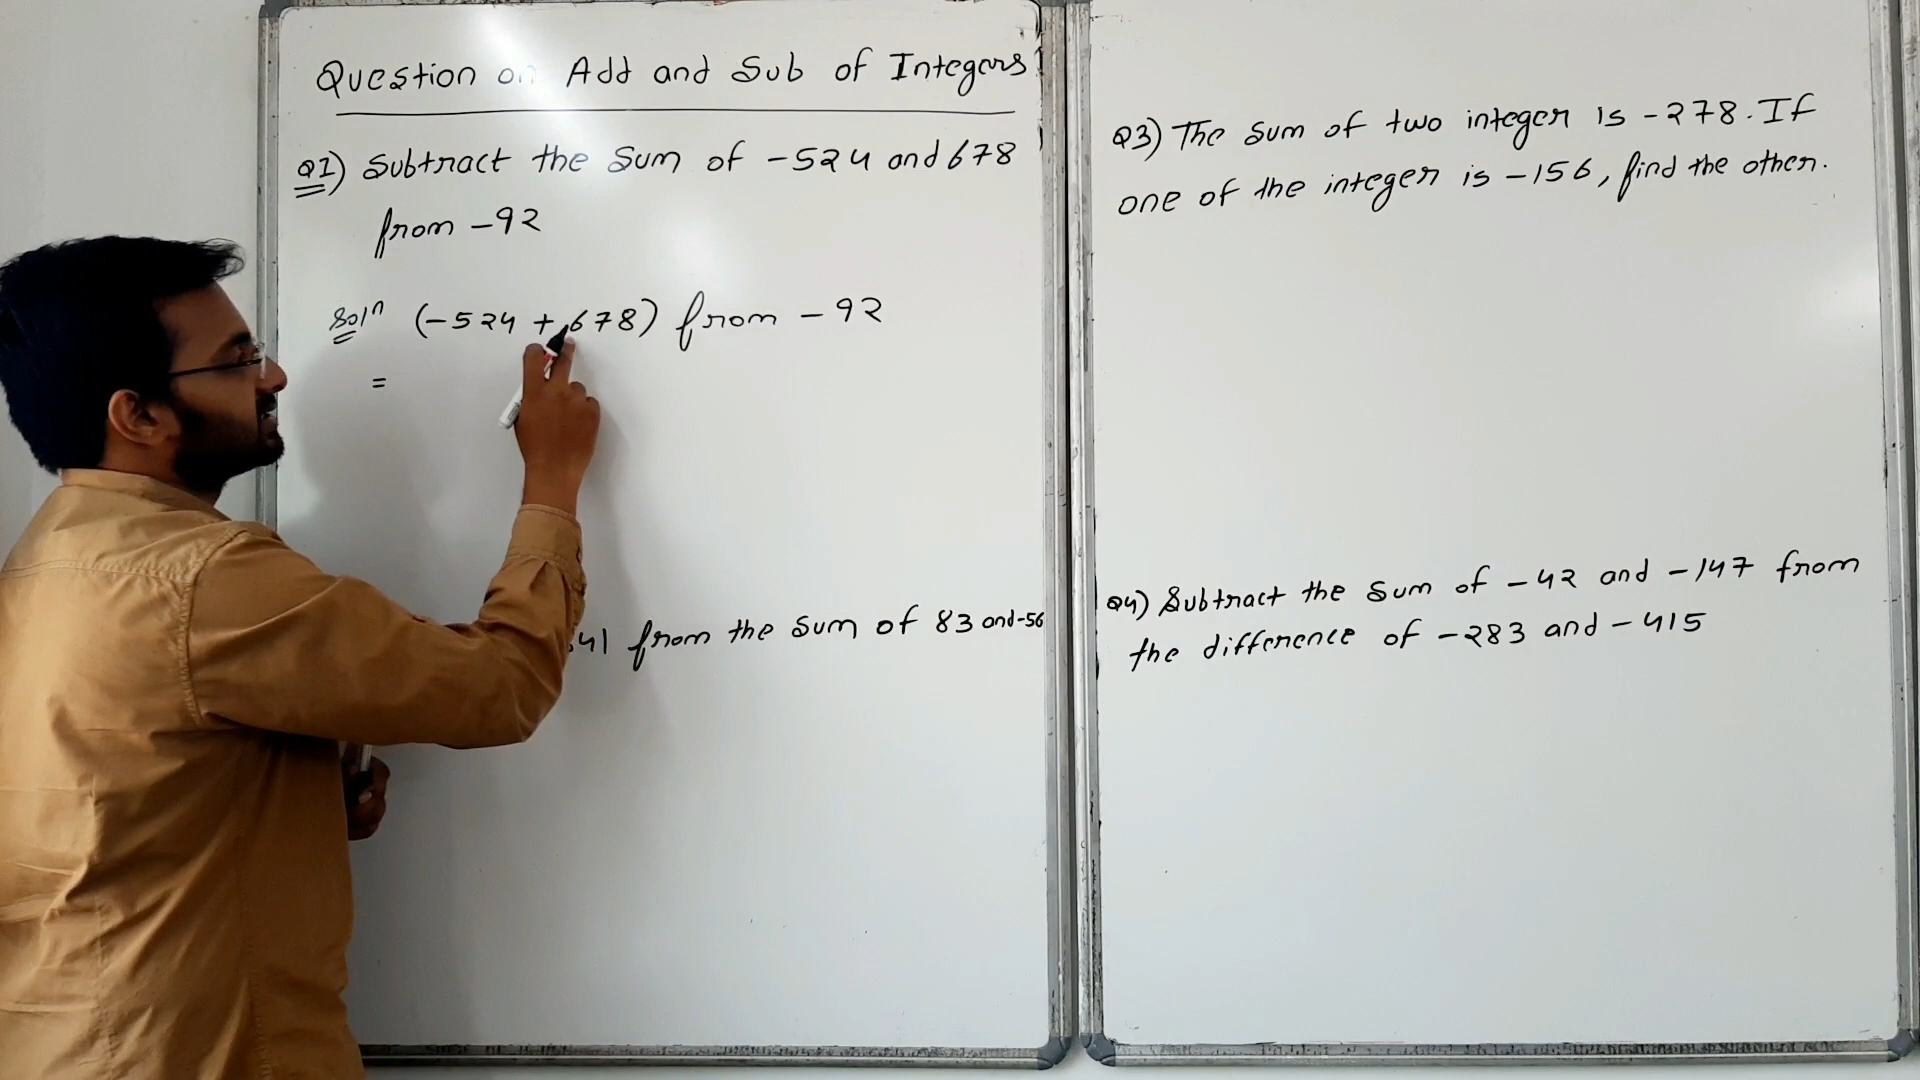 Question on Add and Sub of Integers
Q1) Subtract the Sum of -524 and 678
from -92
Soln (-524 + 678) from - 92
=
41 from the sum of 83 and -56
Q3) The sum of two integer is -278. If
one of the integer is -156, find the other.
Q4) Subtract the sum of -42 and -147 from
the difference of -283 and -415